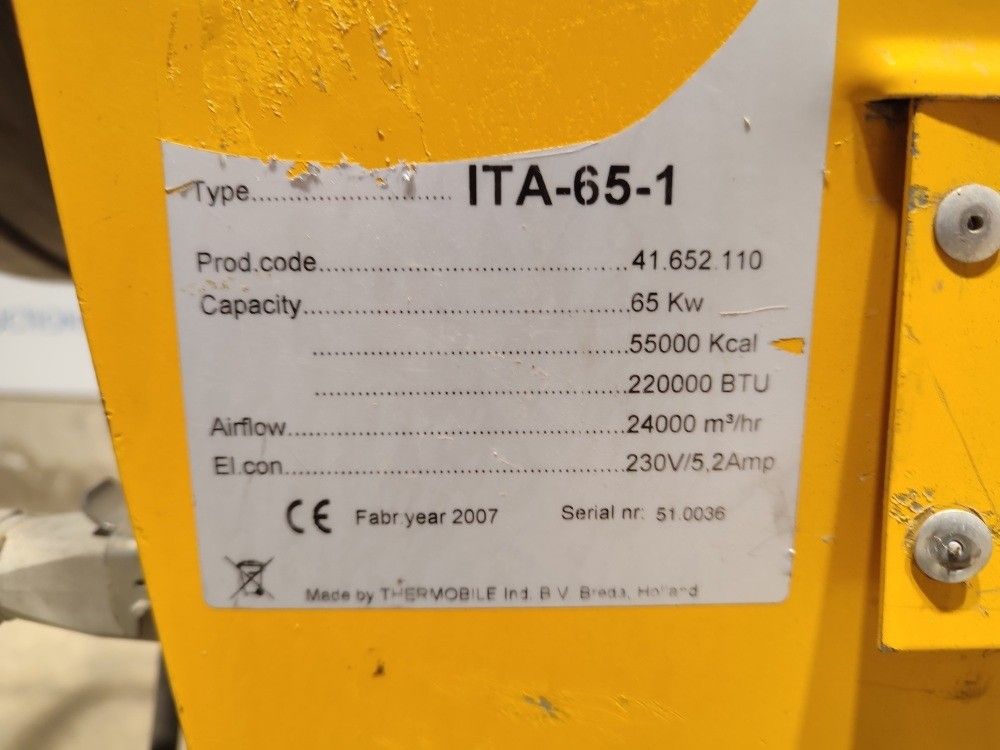 Type.......................... ITA-65-1
Prod.code........................................41.652.110
Capacity...........................................65 Kw
.........................................55000 Kcal
.........................................220000 BTU
Airflow.............................................24000 m³/hr
El.con..............................................230V/5,2Amp
CE Fabr.year 2007 Serial nr: 51.0036
Made by THERMOBILE Ind. B.V. Breda, Holland